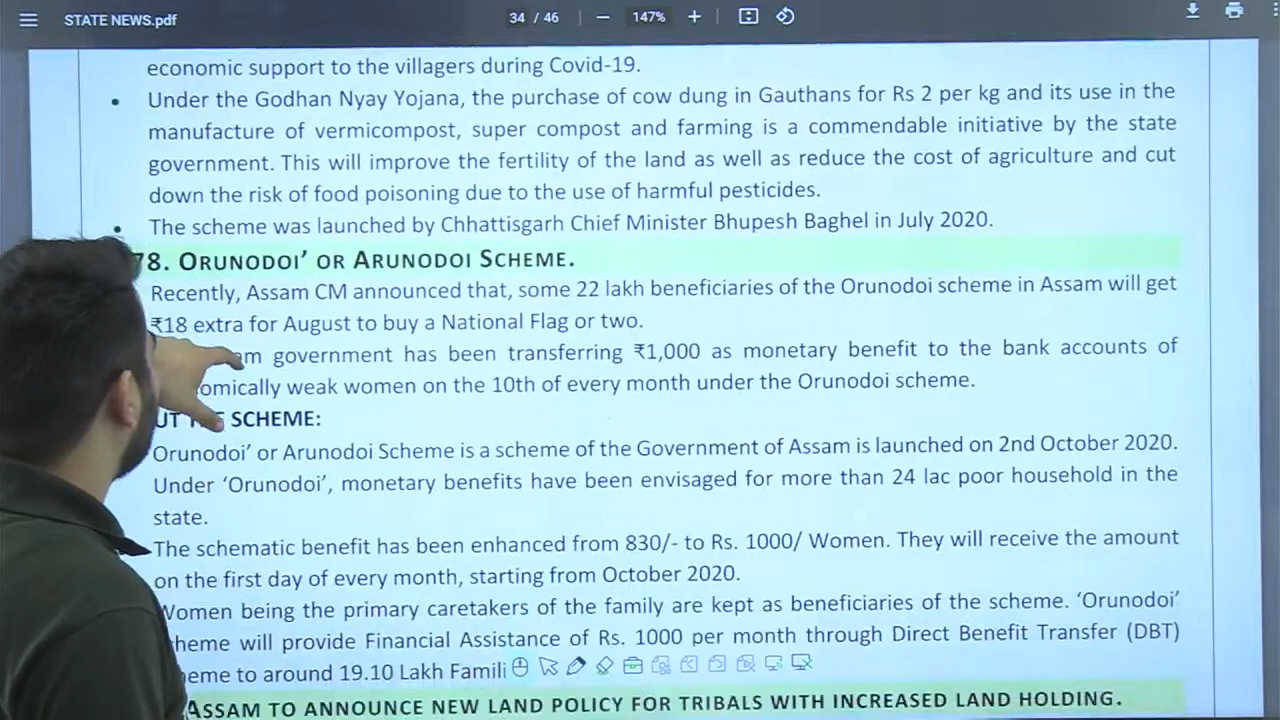 STATE NEWS.pdf
34 / 46
147%
economic support to the villagers during Covid-19.
• Under the Godhan Nyay Yojana, the purchase of cow dung in Gauthans for Rs 2 per kg and its use in the
manufacture of vermicompost, super compost and farming is a commendable initiative by the state
government. This will improve the fertility of the land as well as reduce the cost of agriculture and cut
down the risk of food poisoning due to the use of harmful pesticides.
• The scheme was launched by Chhattisgarh Chief Minister Bhupesh Baghel in July 2020.
78. ORUNODOI’ OR ARUNODOI SCHEME.
Recently, Assam CM announced that, some 22 lakh beneficiaries of the Orunodoi scheme in Assam will get
₹18 extra for August to buy a National Flag or two.
government has been transferring ₹1,000 as monetary benefit to the bank accounts of
weak women on the 10th of every month under the Orunodoi scheme.
SCHEME:
Orunodoi’ or Arunodoi Scheme is a scheme of the Government of Assam is launched on 2nd October 2020.
Under ‘Orunodoi’, monetary benefits have been envisaged for more than 24 lac poor household in the
state.
The schematic benefit has been enhanced from 830/- to Rs. 1000/ Women. They will receive the amount
on the first day of every month, starting from October 2020.
Women being the primary caretakers of the family are kept as beneficiaries of the scheme. ‘Orunodoi’
scheme will provide Financial Assistance of Rs. 1000 per month through Direct Benefit Transfer (DBT)
to around 19.10 Lakh Famili
ASSAM TO ANNOUNCE NEW LAND POLICY FOR TRIBALS WITH INCREASED LAND HOLDING.